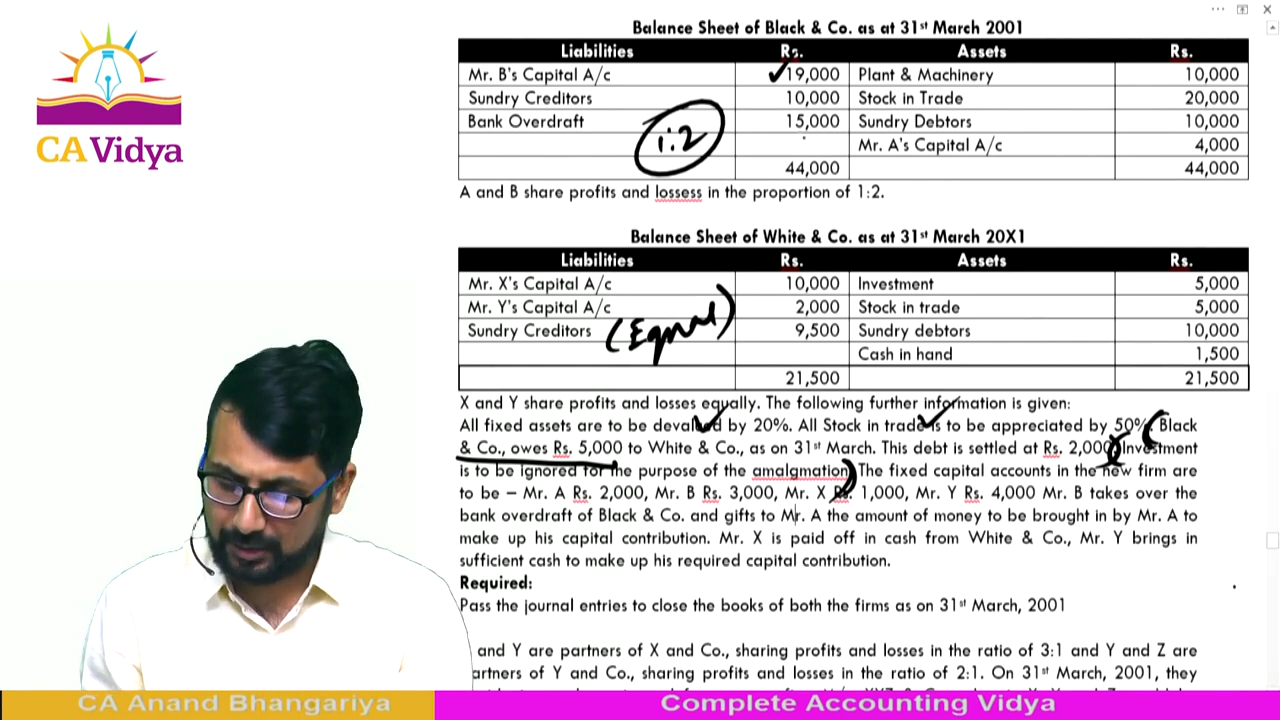 Balance Sheet of Black & Co. as at 31st March 2001
Liabilities Rs. Assets Rs.
Mr. B's Capital A/c 19,000 Plant & Machinery 10,000
Sundry Creditors 10,000 Stock in Trade 20,000
Bank Overdraft 15,000 Sundry Debtors 10,000
1:2 Mr. A's Capital A/c 4,000
44,000 44,000
A and B share profits and lossess in the proportion of 1:2.
CA Vidya
Balance Sheet of White & Co. as at 31st March 20X1
Liabilities Rs. Assets Rs.
Mr. X's Capital A/c 10,000 Investment 5,000
Mr. Y's Capital A/c 2,000 Stock in trade 5,000
Sundry Creditors (Equal) 9,500 Sundry debtors 10,000
Cash in hand 1,500
21,500 21,500
X and Y share profits and losses equally. The following further information is given:
All fixed assets are to be devalued by 20%. All Stock in trade is to be appreciated by 50%. Black
& Co., owes Rs. 5,000 to White & Co., as on 31st March. This debt is settled at Rs. 2,000. Investment
is to be ignored for the purpose of the amalgmation. The fixed capital accounts in the new firm are
to be – Mr. A Rs. 2,000, Mr. B Rs. 3,000, Mr. X Rs. 1,000, Mr. Y Rs. 4,000 Mr. B takes over the
bank overdraft of Black & Co. and gifts to Mr. A the amount of money to be brought in by Mr. A to
make up his capital contribution. Mr. X is paid off in cash from White & Co., Mr. Y brings in
sufficient cash to make up his required capital contribution.
Required:
Pass the journal entries to close the books of both the firms as on 31st March, 2001
and Y are partners of X and Co., sharing profits and losses in the ratio of 3:1 and Y and Z are
artners of Y and Co., sharing profits and losses in the ratio of 2:1. On 31st March, 2001, they
CA Anand Bhangariya
Complete Accounting Vidya